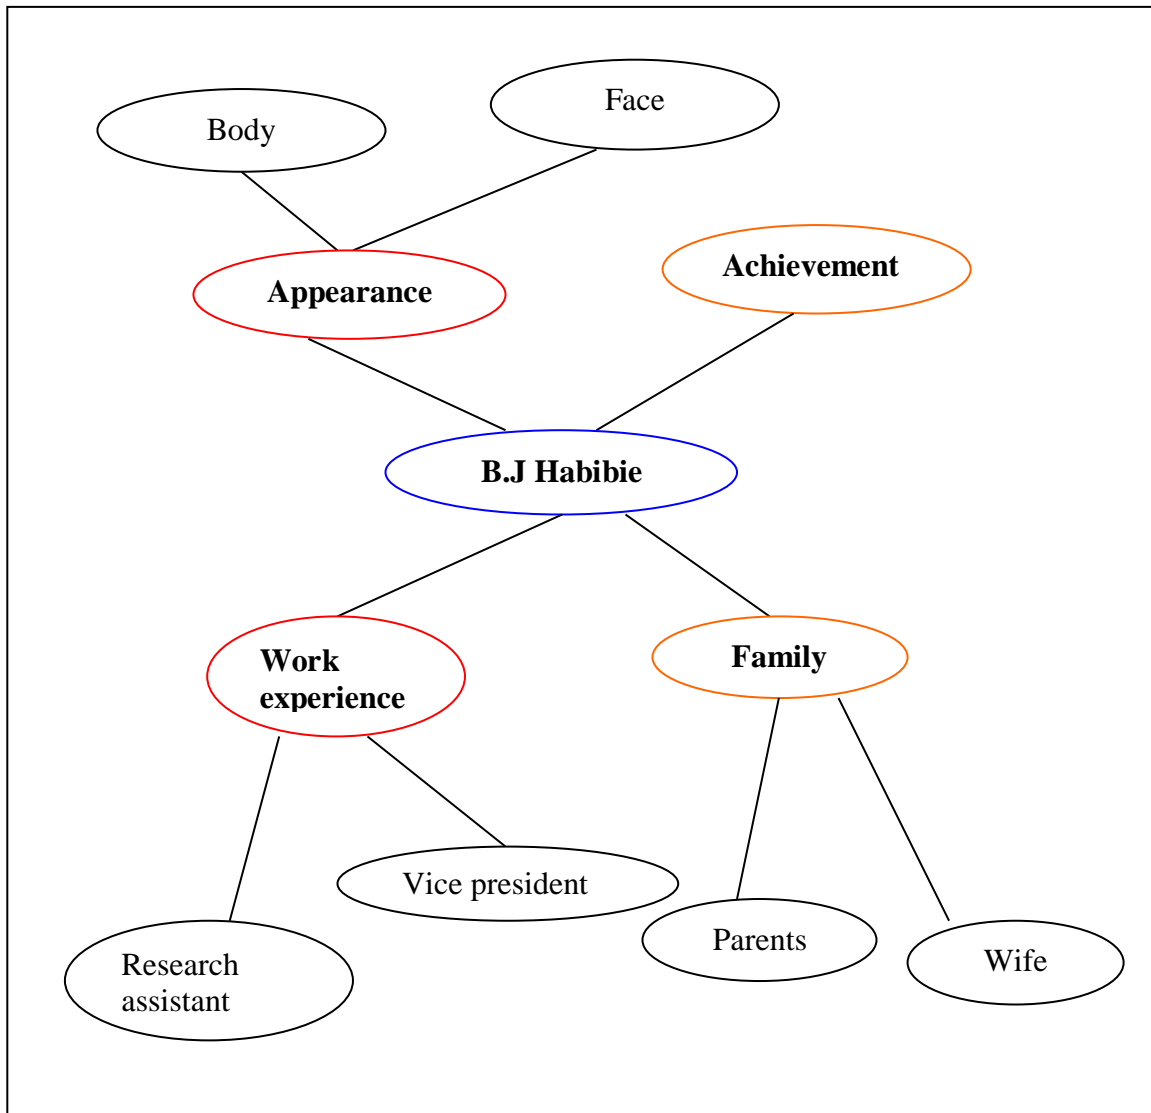 Face
Body
Achievement
Appearance
B.J Habibie
Work
experience
Family
Vice president
Parents
Wife
Research
assistant